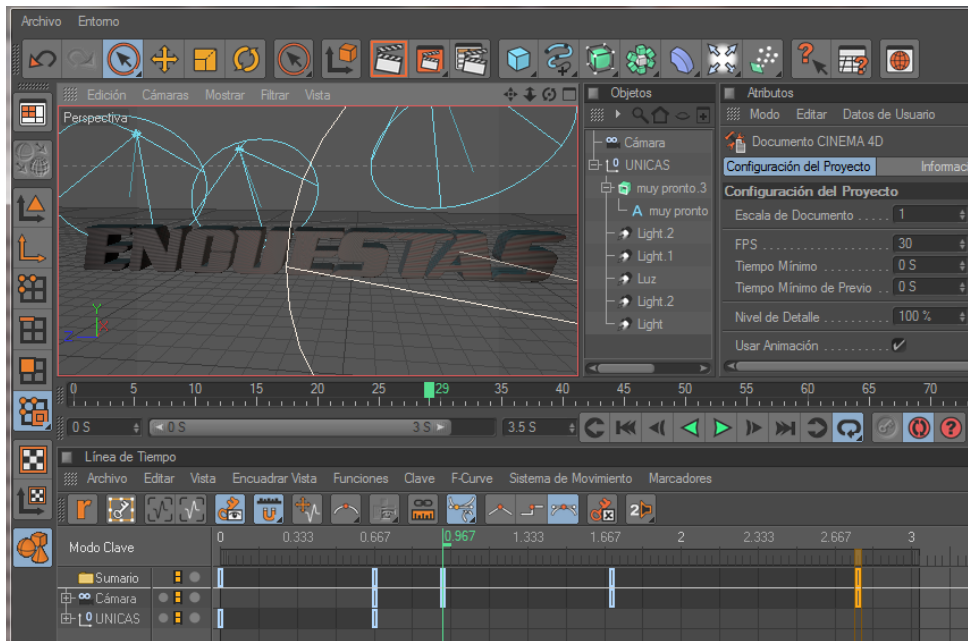 Archivo Entorno
Edición Cámaras Mostrar Filtrar Vista
Perspectiva
ENCUESTAS
Objetos
Cámara
UNICAS
muy pronto.3
A muy pronto
Light.2
Light.1
Luz
Light.2
Light
Atributos
Modo Editar Datos de Usuario
Documento CINEMA 4D
Configuración del Proyecto Informac
Configuración del Proyecto
Escala de Documento . . . . . 1
FPS . . . . . . . . . . . . . . . . . 30
Tiempo Mínimo . . . . . . . . . . 0 S
Tiempo Mínimo de Previo . . 0 S
Nivel de Detalle . . . . . . . . . 100 %
Usar Animación . . . . . . . . . ✔
Y
X
Z
0 5 10 15 20 25 29 35 40 45 50 55 60 65 70
0 S 0 S 3 S 3.5 S
Línea de Tiempo
Archivo Editar Vista Encuadrar Vista Funciones Clave F-Curve Sistema de Movimiento Marcadores
Modo Clave 0 0.333 0.667 0.967 1.333 1.667 2 2.333 2.667 3
Sumario
Cámara
UNICAS